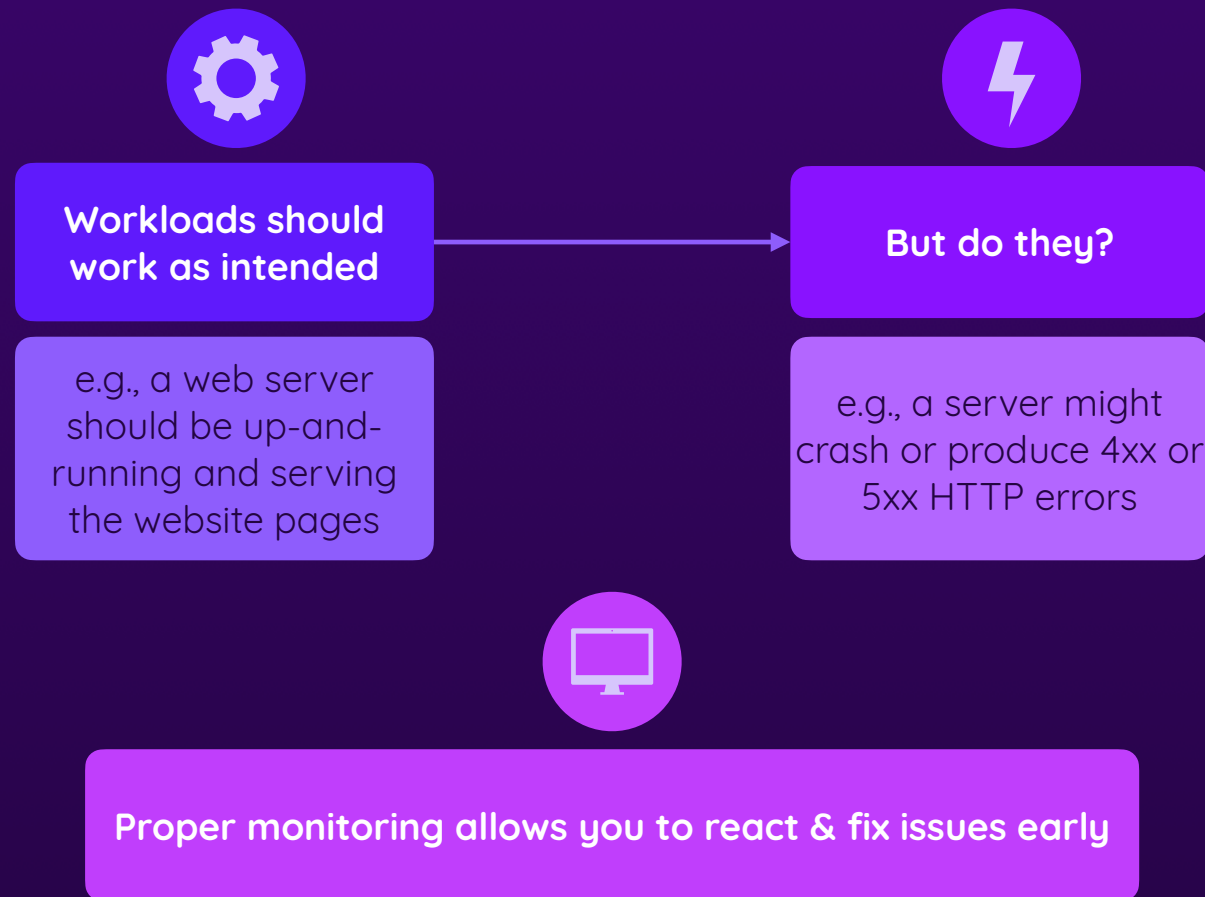 Workloads should
work as intended
But do they?
e.g., a web server
should be up-and-
running and serving
the website pages
e.g., a server might
crash or produce 4xx or
5xx HTTP errors
Proper monitoring allows you to react & fix issues early